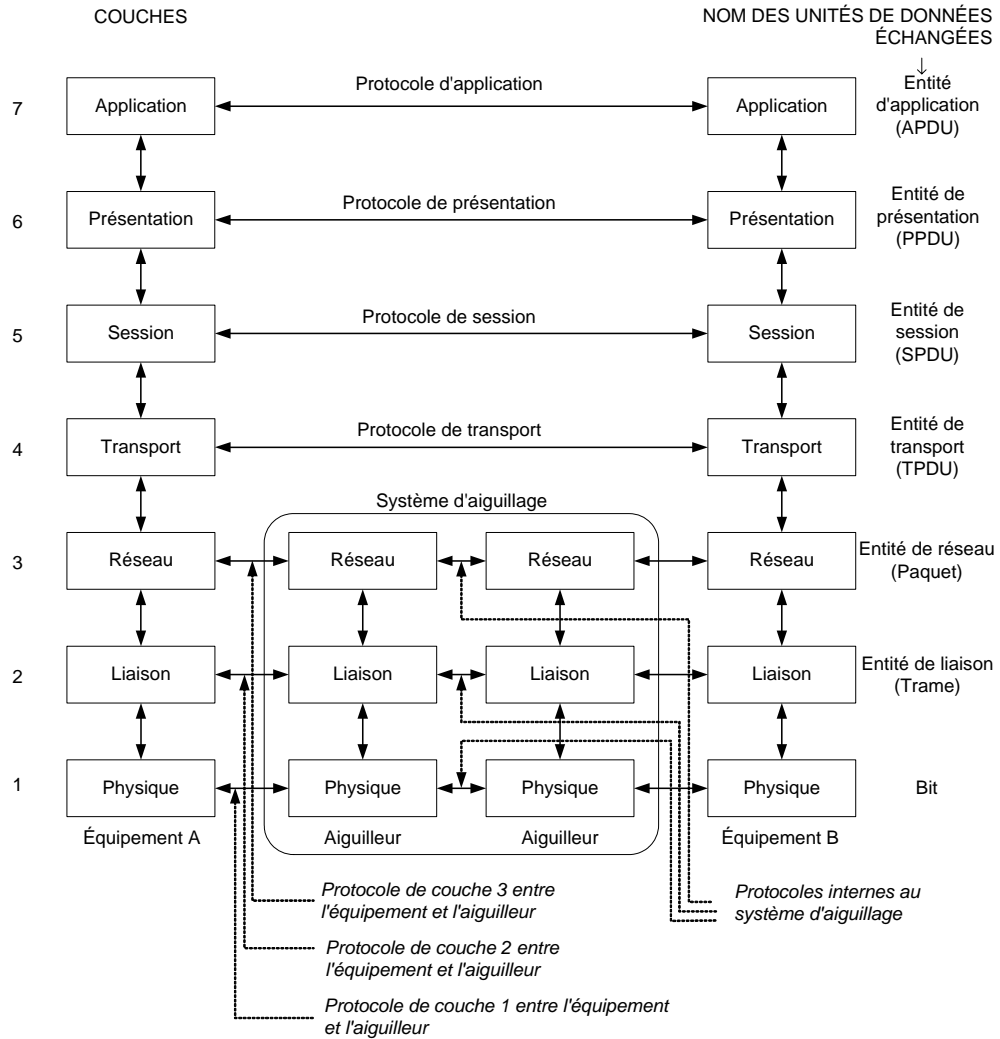 COUCHES
NOM DES UNITÉS DE DONNÉES
ÉCHANGÉES
↓
7
Application
Protocole d'application
Application
Entité
d'application
(APDU)
6
Présentation
Protocole de présentation
Présentation
Entité de
présentation
(PPDU)
5
Session
Protocole de session
Session
Entité de
session
(SPDU)
4
Transport
Protocole de transport
Transport
Entité de
transport
(TPDU)
Système d'aiguillage
3
Réseau
Réseau
Réseau
Réseau
Entité de réseau
(Paquet)
2
Liaison
Liaison
Liaison
Liaison
Entité de liaison
(Trame)
1
Physique
Physique
Physique
Physique
Bit
Équipement A
Aiguilleur
Aiguilleur
Équipement B
Protocole de couche 3 entre
l'équipement et l'aiguilleur
Protocoles internes au
système d'aiguillage
Protocole de couche 2 entre
l'équipement et l'aiguilleur
Protocole de couche 1 entre l'équipement
et l'aiguilleur